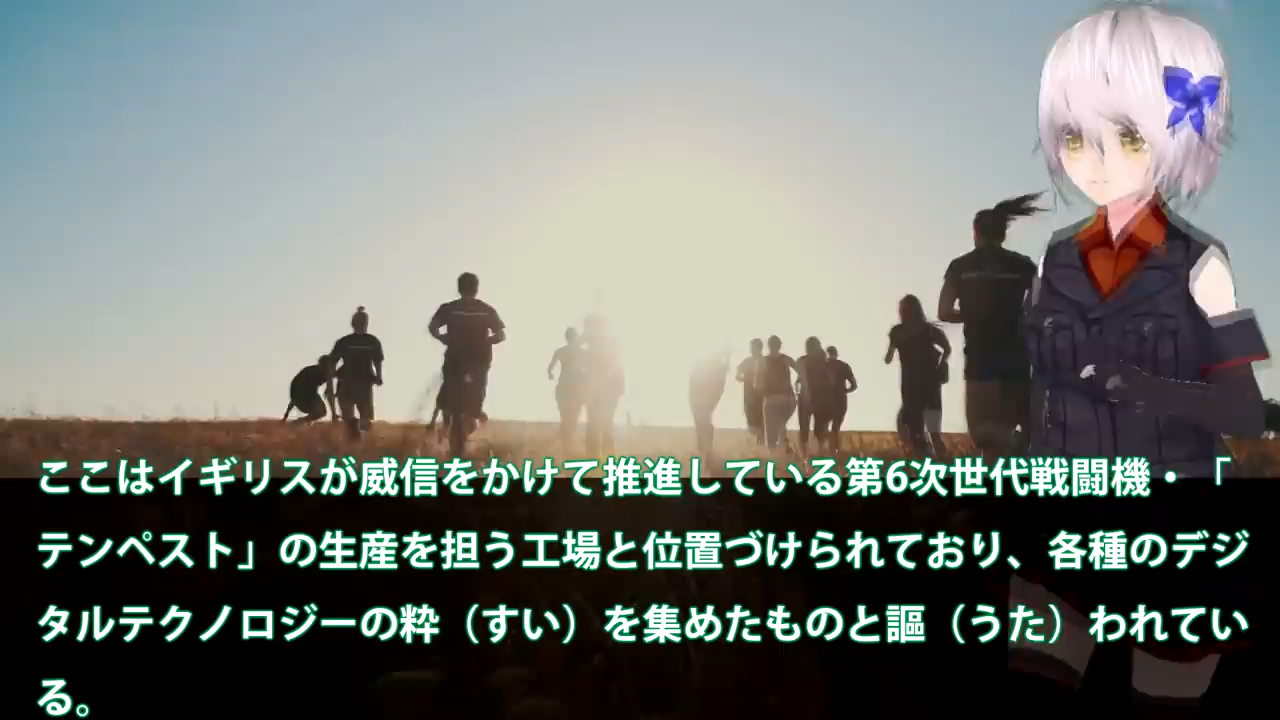 ここはイギリスが威信をかけて推進している第6次世代戦闘機・「
テンペスト」の生産を担う工場と位置づけられており、各種のデジ
タルテクノロジーの粋（すい）を集めたものと謳（うた）われてい
る。